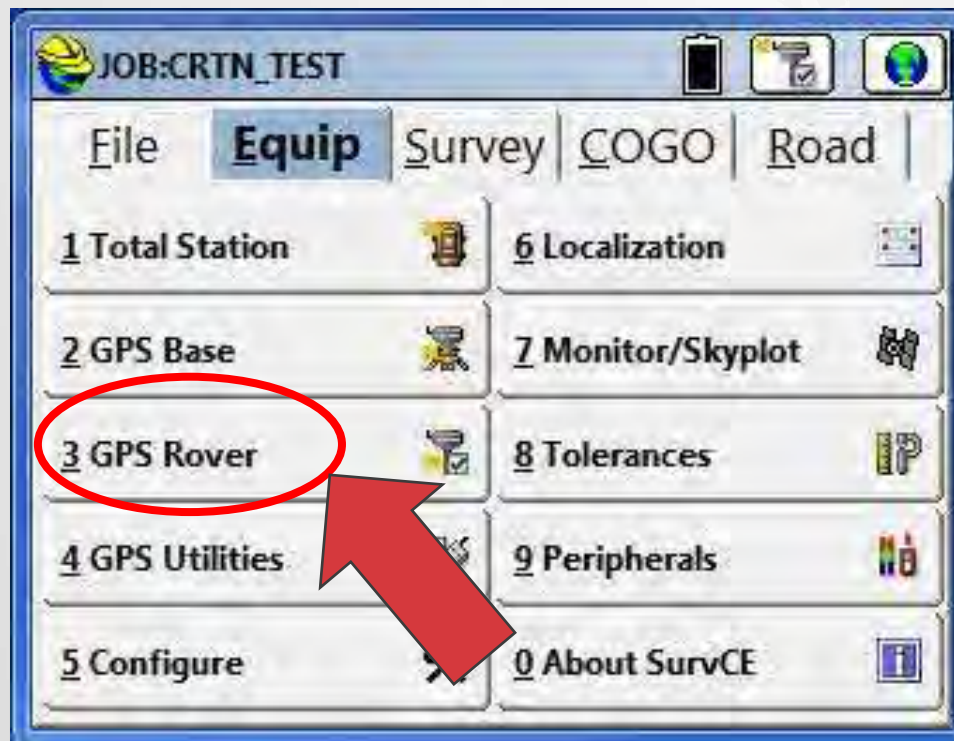 JOB:CRTN_TEST
File Equip Survey COGO Road
1 Total Station
6 Localization
2 GPS Base
7 Monitor/Skyplot
3 GPS Rover
8 Tolerances
4 GPS Utilities
9 Peripherals
5 Configure
0 About SurvCE